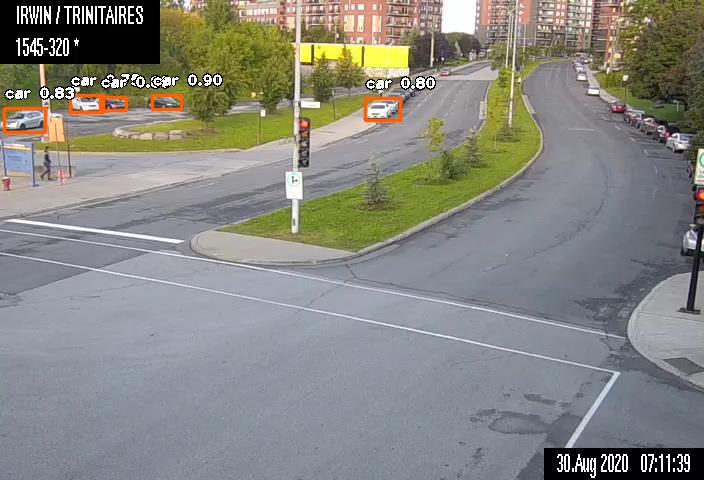 IRWIN / TRINITAIRES
1545-320 *
car 0.83
car 0.90
car 0.80
30.Aug 2020 07:11:39